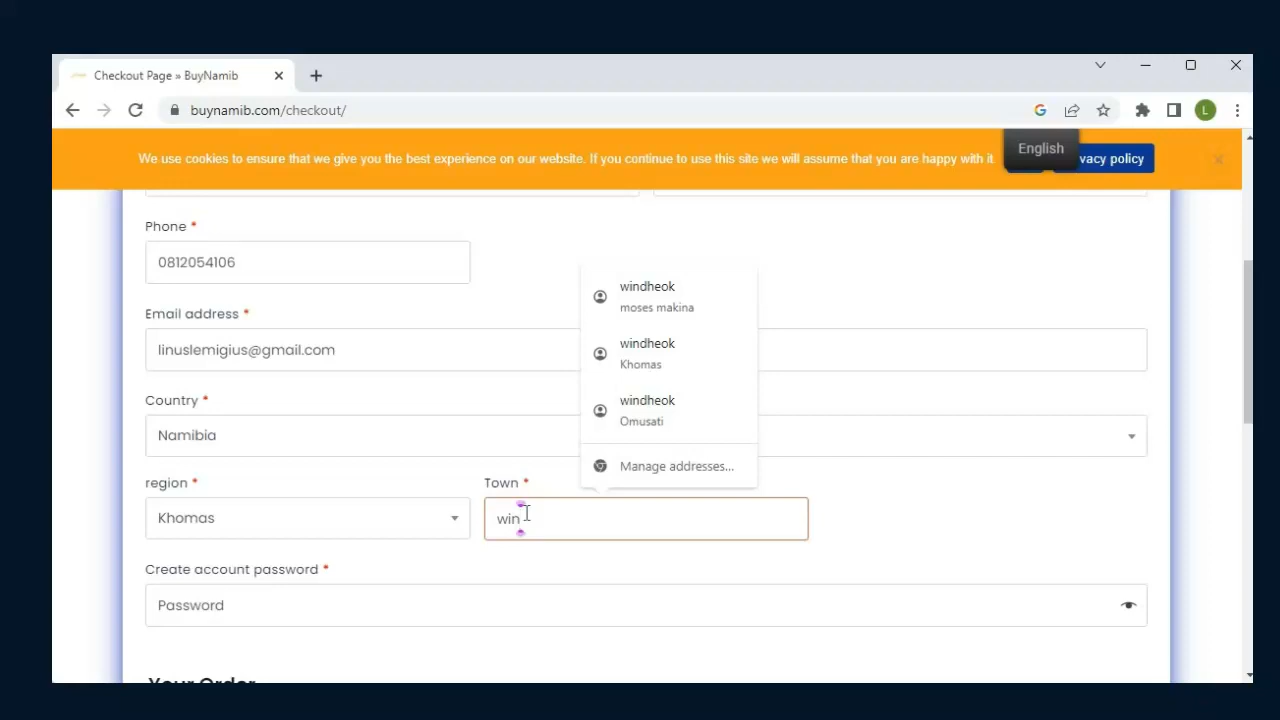 Checkout Page » BuyNamib
buynamib.com/checkout/
L
We use cookies to ensure that we give you the best experience on our website. If you continue to use this site we will assume that you are happy with it
English
vacy policy
Phone *
0812054106
Email address *
linuslemigius@gmail.com
windheok
moses makina
windheok
Khomas
windheok
Omusati
Manage addresses...
Country *
Namibia
region *
Town *
Khomas
win
Create account password *
Password
Your Order